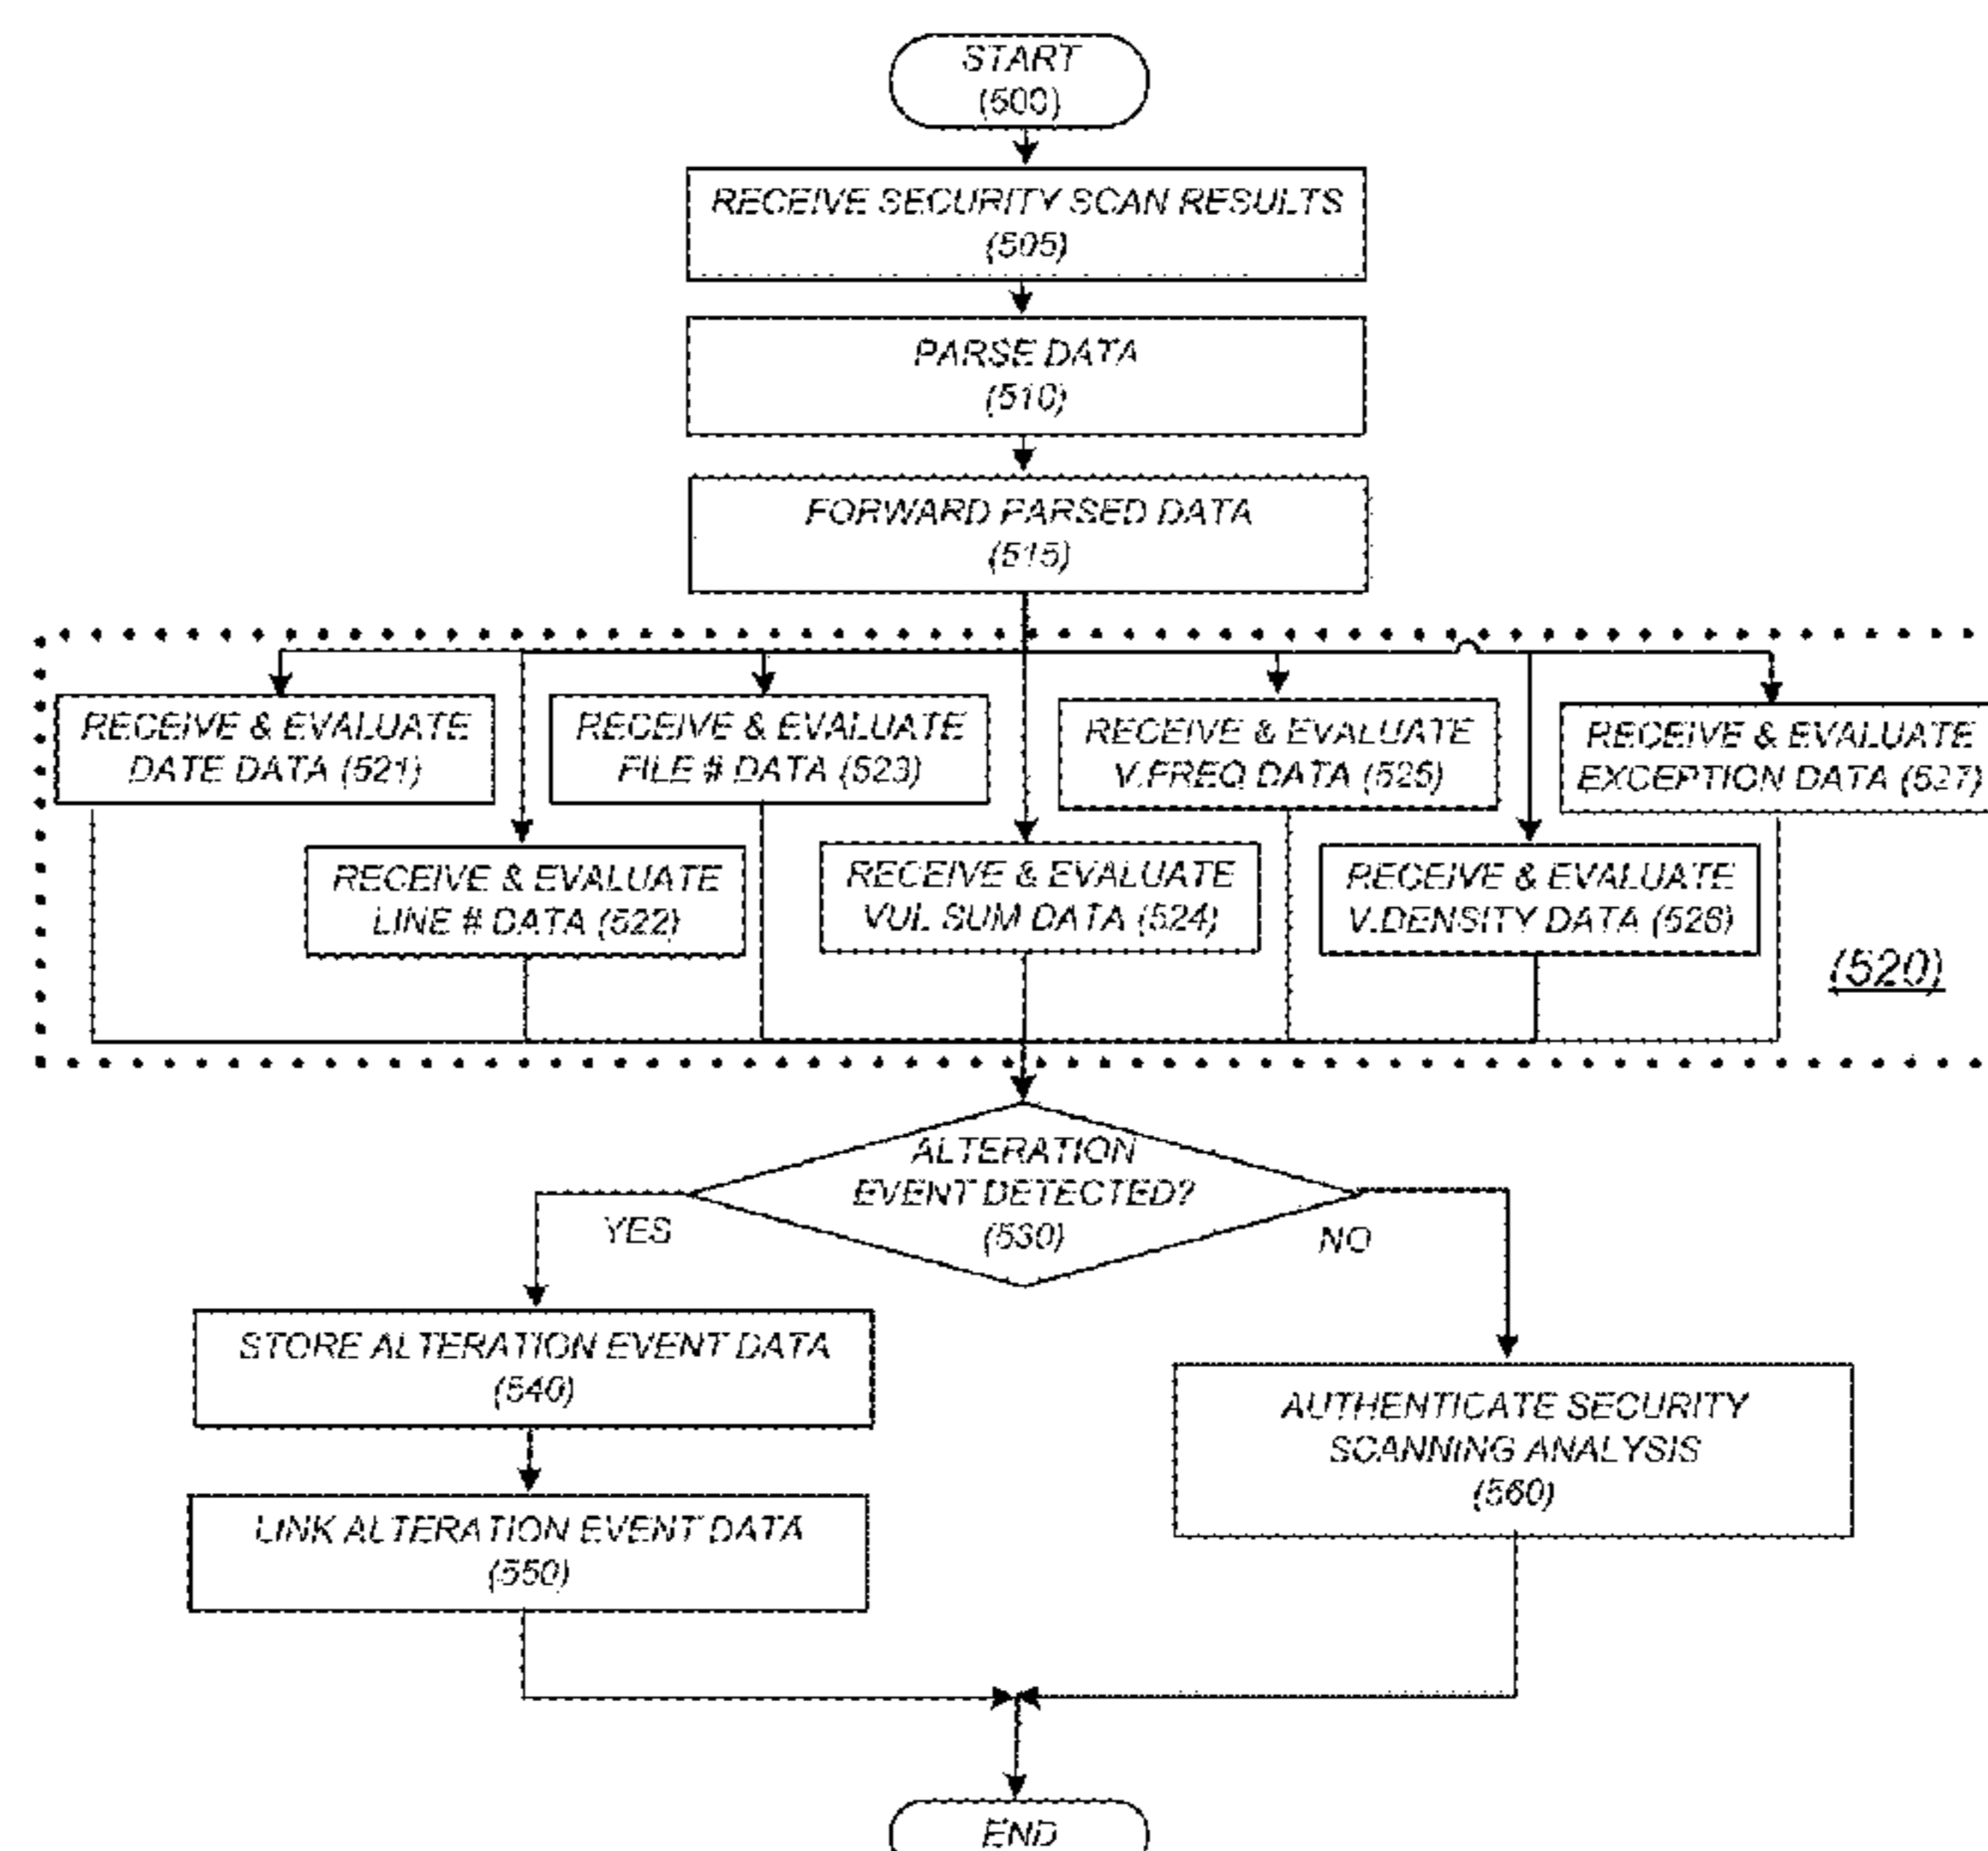 START
(500)
RECEIVE SECURITY SCAN RESULTS
(505)
PARSE DATA
(510)
FORWARD PARSED DATA
(515)
RECEIVE & EVALUATE
DATE DATA (521)
RECEIVE & EVALUATE
FILE # DATA (523)
RECEIVE & EVALUATE
V.FREQ DATA (525)
RECEIVE & EVALUATE
EXCEPTION DATA (527)
RECEIVE & EVALUATE
LINE # DATA (522)
RECEIVE & EVALUATE
VUL SUM DATA (524)
RECEIVE & EVALUATE
V.DENSITY DATA (526)
(520)
ALTERATION
EVENT DETECTED?
(530)
YES
NO
STORE ALTERATION EVENT DATA
(540)
AUTHENTICATE SECURITY
SCANNING ANALYSIS
(560)
LINK ALTERATION EVENT DATA
(550)
END